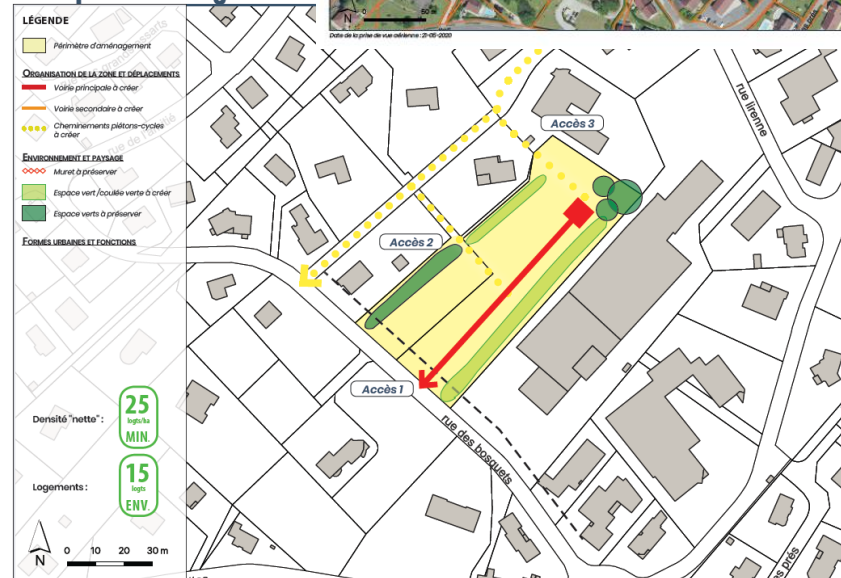 LÉGENDE
Périmètre d'aménagement
ORGANISATION DE LA ZONE ET DÉPLACEMENTS
Voirie principale à créer
Voirie secondaire à créer
Cheminements piétons-cycles
à créer
ENVIRONNEMENT ET PAYSAGE
Muret à préserver
Espace vert /coulée verte à créer
Espace verts à préserver
FORMES URBAINES ET FONCTIONS
Densité "nette" :
25
logts/ha
MIN.
Logements :
15
logts
ENV.
N
0 10 20 30 m
N
0 50 m
Date de la prise de vue aérienne : 21-05-2020
Accès 3
Accès 2
Accès 1
rue des bosquets
rue lirenne
prés